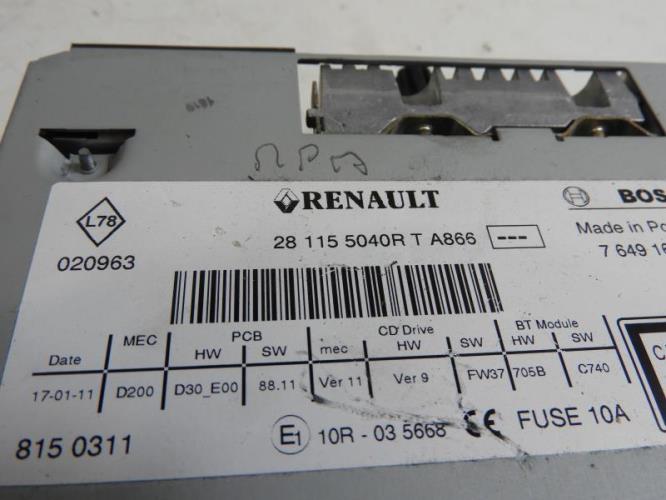 1619
RENAULT
L78
BOS
28 115 5040R T A866 ---
Made in Po
020963
7 649 16
PCB CD Drive BT Module
Date MEC HW SW mec HW SW HW SW
17-01-11 D200 D30_E00 88.11 Ver 11 Ver 9 FW37 705B C740
815 0311 E1 10R - 03 5668 CE FUSE 10A